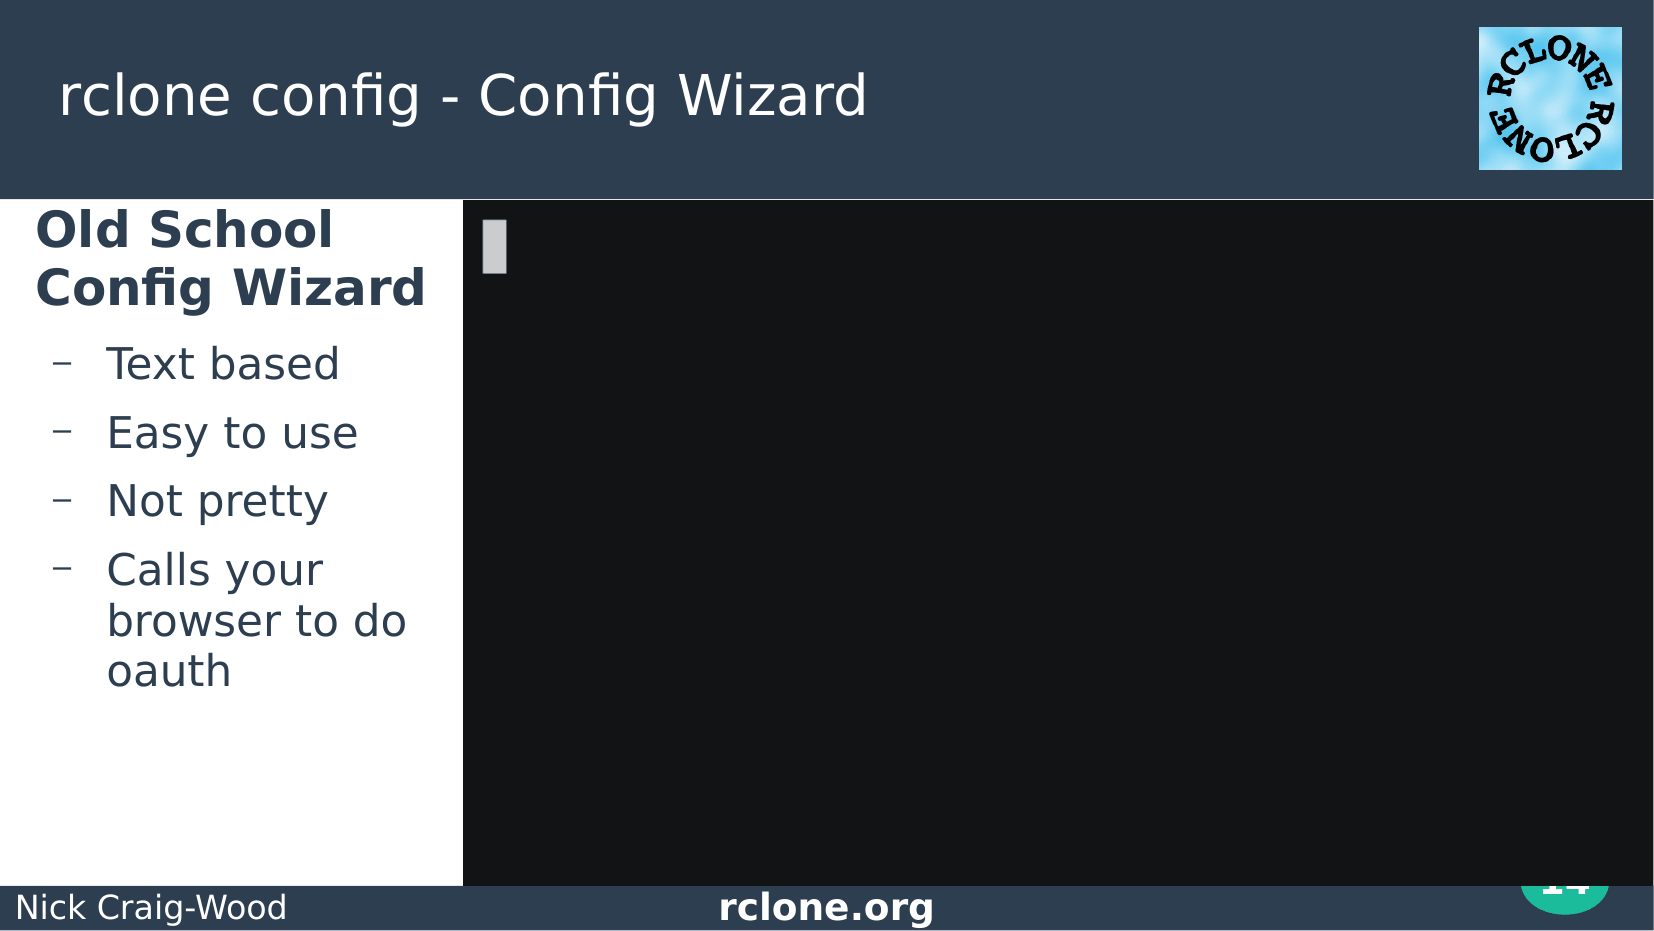 rclone config - Config Wizard
RCLONE RCLONE
Old School
Config Wizard
– Text based
– Easy to use
– Not pretty
– Calls your
browser to do
oauth
Nick Craig-Wood
rclone.org
14